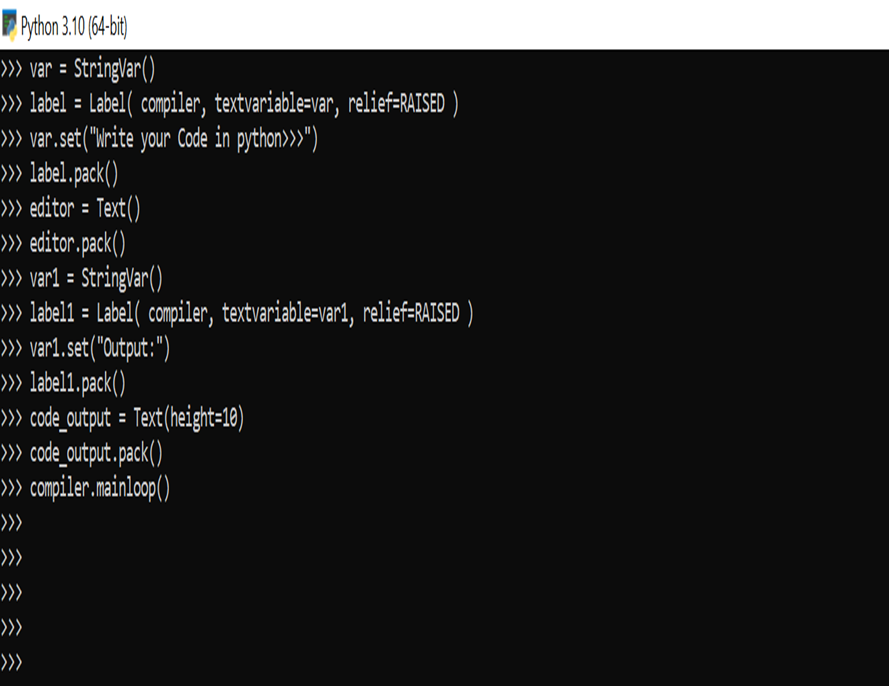 Python 3.10 (64-bit)
>>> var = StringVar()
>>> label = Label( compiler, textvariable=var, relief=RAISED )
>>> var.set("Write your Code in python>>>")
>>> label.pack()
>>> editor = Text()
>>> editor.pack()
>>> var1 = StringVar()
>>> label1 = Label( compiler, textvariable=var1, relief=RAISED )
>>> var1.set("Output:")
>>> label1.pack()
>>> code_output = Text(height=10)
>>> code_output.pack()
>>> compiler.mainloop()
>>>
>>>
>>>
>>>
>>>